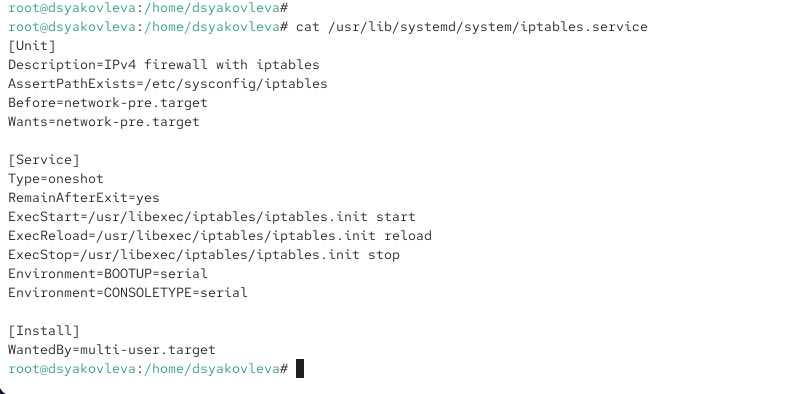 root@dsyakovleva:/home/dsyakovleva#
root@dsyakovleva:/home/dsyakovleva# cat /usr/lib/systemd/system/iptables.service
[Unit]
Description=IPv4 firewall with iptables
AssertPathExists=/etc/sysconfig/iptables
Before=network-pre.target
Wants=network-pre.target

[Service]
Type=oneshot
RemainAfterExit=yes
ExecStart=/usr/libexec/iptables/iptables.init start
ExecReload=/usr/libexec/iptables/iptables.init reload
ExecStop=/usr/libexec/iptables/iptables.init stop
Environment=BOOTUP=serial
Environment=CONSOLETYPE=serial

[Install]
WantedBy=multi-user.target
root@dsyakovleva:/home/dsyakovleva#